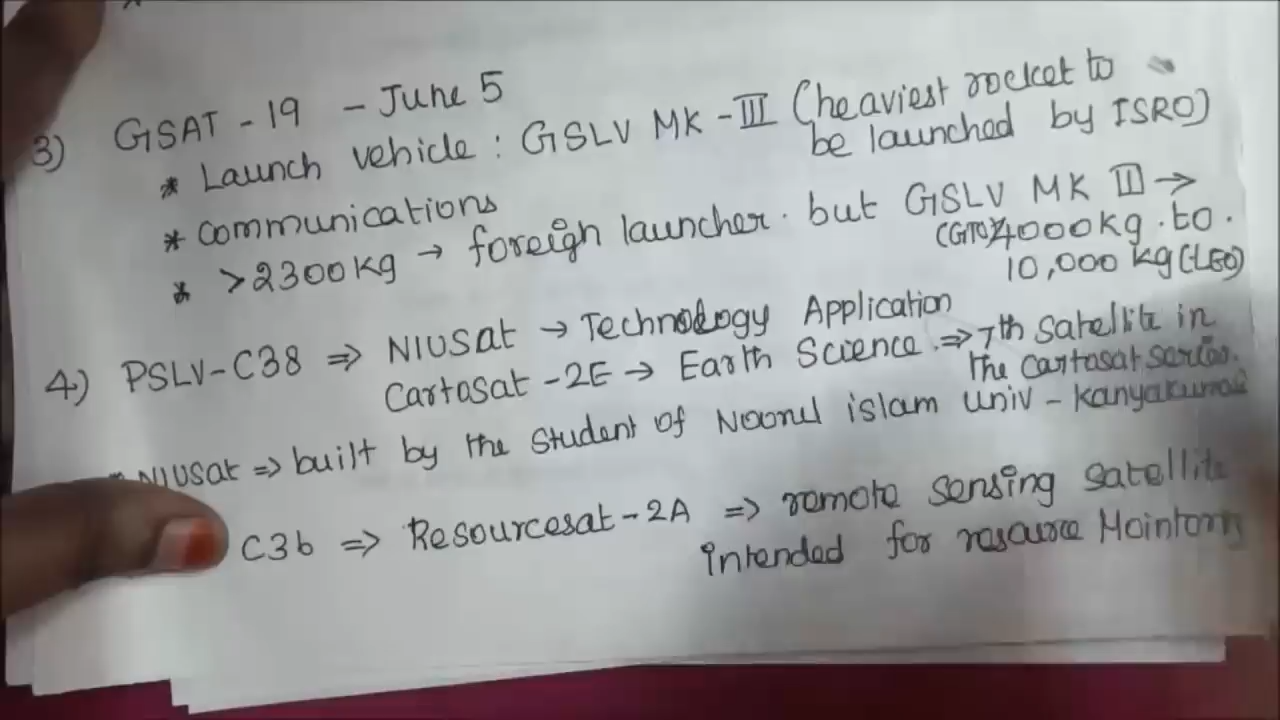 3) GSAT - 19 - June 5
* Launch vehicle : GSLV MK - III (heaviest rocket to
be launched by ISRO)
* communications
* >2300kg → foreign launcher. but GSLV MK III →
(GTO) 4000kg. to.
10,000 kg (LEO)
4) PSLV-C38 ⇒ NIUsat → Technology Application
Cartosat -2E → Earth Science. ⇒ 7th satellite in
the Cartosat series.
NIUsat ⇒ built by the student of Noorul islam Univ - Kanyakumari
C36 ⇒ Resourcesat-2A ⇒ remote sensing satellite
intended for resource Mointoring